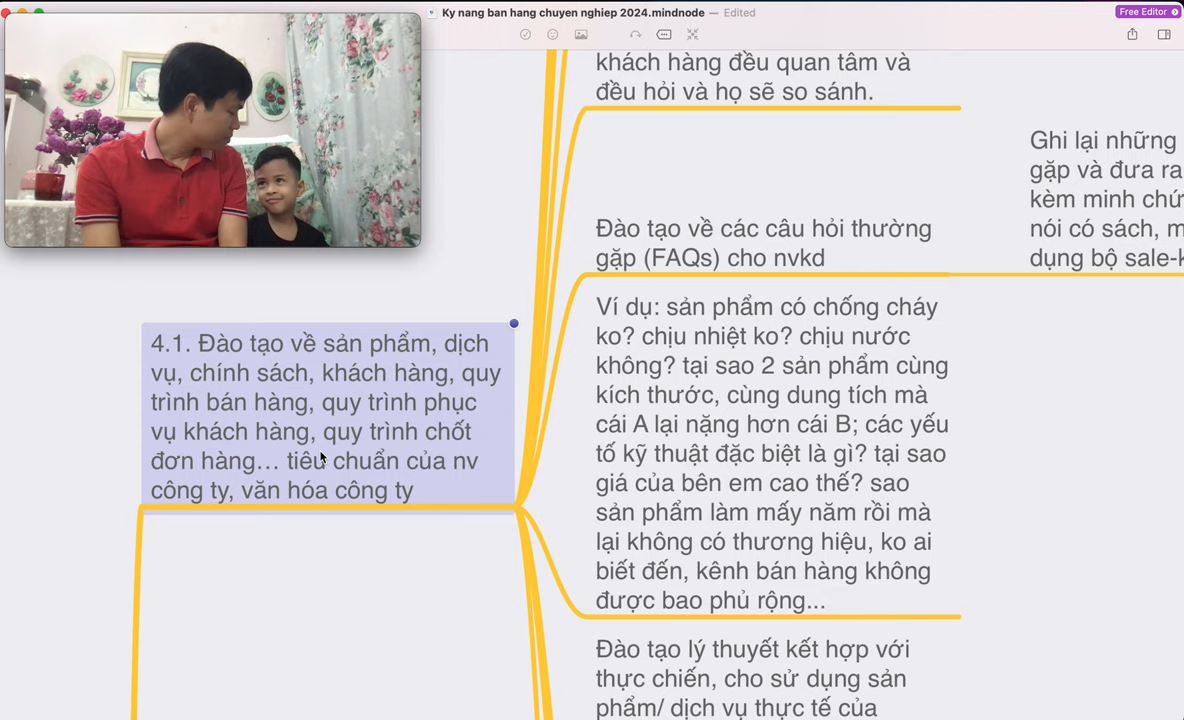 Ky nang ban hang chuyen nghiep 2024.mindnode — Edited
Free Editor
khách hàng đều quan tâm và
đều hỏi và họ sẽ so sánh.
Đào tạo về các câu hỏi thường
gặp (FAQs) cho nvkd
Ghi lại những
gặp và đưa ra
kèm minh chứ
nói có sách, m
dụng bộ sale-k
4.1. Đào tạo về sản phẩm, dịch
vụ, chính sách, khách hàng, quy
trình bán hàng, quy trình phục
vụ khách hàng, quy trình chốt
đơn hàng... tiêu chuẩn của nv
công ty, văn hóa công ty
Ví dụ: sản phẩm có chống cháy
ko? chịu nhiệt ko? chịu nước
không? tại sao 2 sản phẩm cùng
kích thước, cùng dung tích mà
cái A lại nặng hơn cái B; các yếu
tố kỹ thuật đặc biệt là gì? tại sao
giá của bên em cao thế? sao
sản phẩm làm mấy năm rồi mà
lại không có thương hiệu, ko ai
biết đến, kênh bán hàng không
được bao phủ rộng...
Đào tạo lý thuyết kết hợp với
thực chiến, cho sử dụng sản
phẩm/ dịch vụ thực tế của